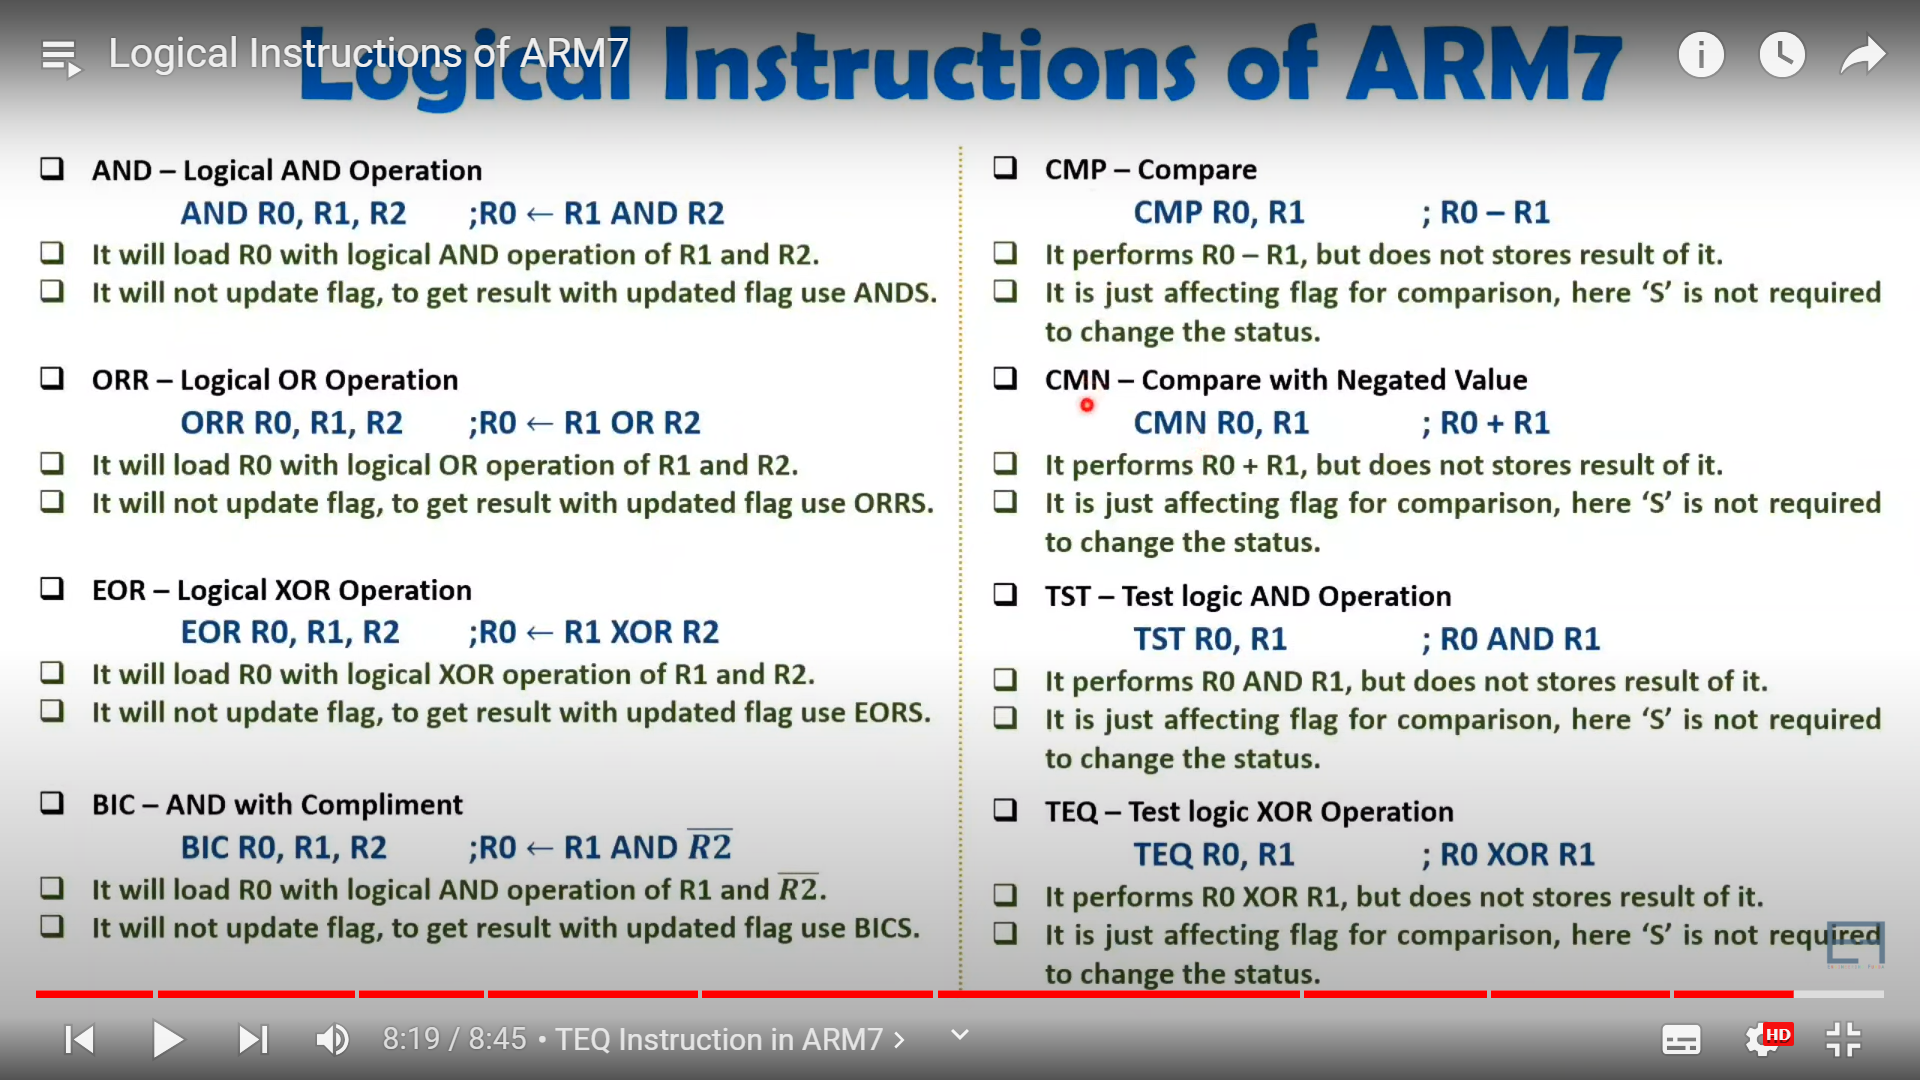 Logical Instructions of ARM7
Logical Instructions of ARM7
❑ AND – Logical AND Operation
AND R0, R1, R2 ;R0 ← R1 AND R2
❑ It will load R0 with logical AND operation of R1 and R2.
❑ It will not update flag, to get result with updated flag use ANDS.
❑ ORR – Logical OR Operation
ORR R0, R1, R2 ;R0 ← R1 OR R2
❑ It will load R0 with logical OR operation of R1 and R2.
❑ It will not update flag, to get result with updated flag use ORRS.
❑ EOR – Logical XOR Operation
EOR R0, R1, R2 ;R0 ← R1 XOR R2
❑ It will load R0 with logical XOR operation of R1 and R2.
❑ It will not update flag, to get result with updated flag use EORS.
❑ BIC – AND with Compliment
BIC R0, R1, R2 ;R0 ← R1 AND R̅2̅
❑ It will load R0 with logical AND operation of R1 and R̅2̅.
❑ It will not update flag, to get result with updated flag use BICS.
❑ CMP – Compare
CMP R0, R1 ; R0 – R1
❑ It performs R0 – R1, but does not stores result of it.
❑ It is just affecting flag for comparison, here ‘S’ is not required
to change the status.
❑ CMN – Compare with Negated Value
CMN R0, R1 ; R0 + R1
❑ It performs R0 + R1, but does not stores result of it.
❑ It is just affecting flag for comparison, here ‘S’ is not required
to change the status.
❑ TST – Test logic AND Operation
TST R0, R1 ; R0 AND R1
❑ It performs R0 AND R1, but does not stores result of it.
❑ It is just affecting flag for comparison, here ‘S’ is not required
to change the status.
❑ TEQ – Test logic XOR Operation
TEQ R0, R1 ; R0 XOR R1
❑ It performs R0 XOR R1, but does not stores result of it.
❑ It is just affecting flag for comparison, here ‘S’ is not required
to change the status.
8:19 / 8:45 • TEQ Instruction in ARM7 >
HD